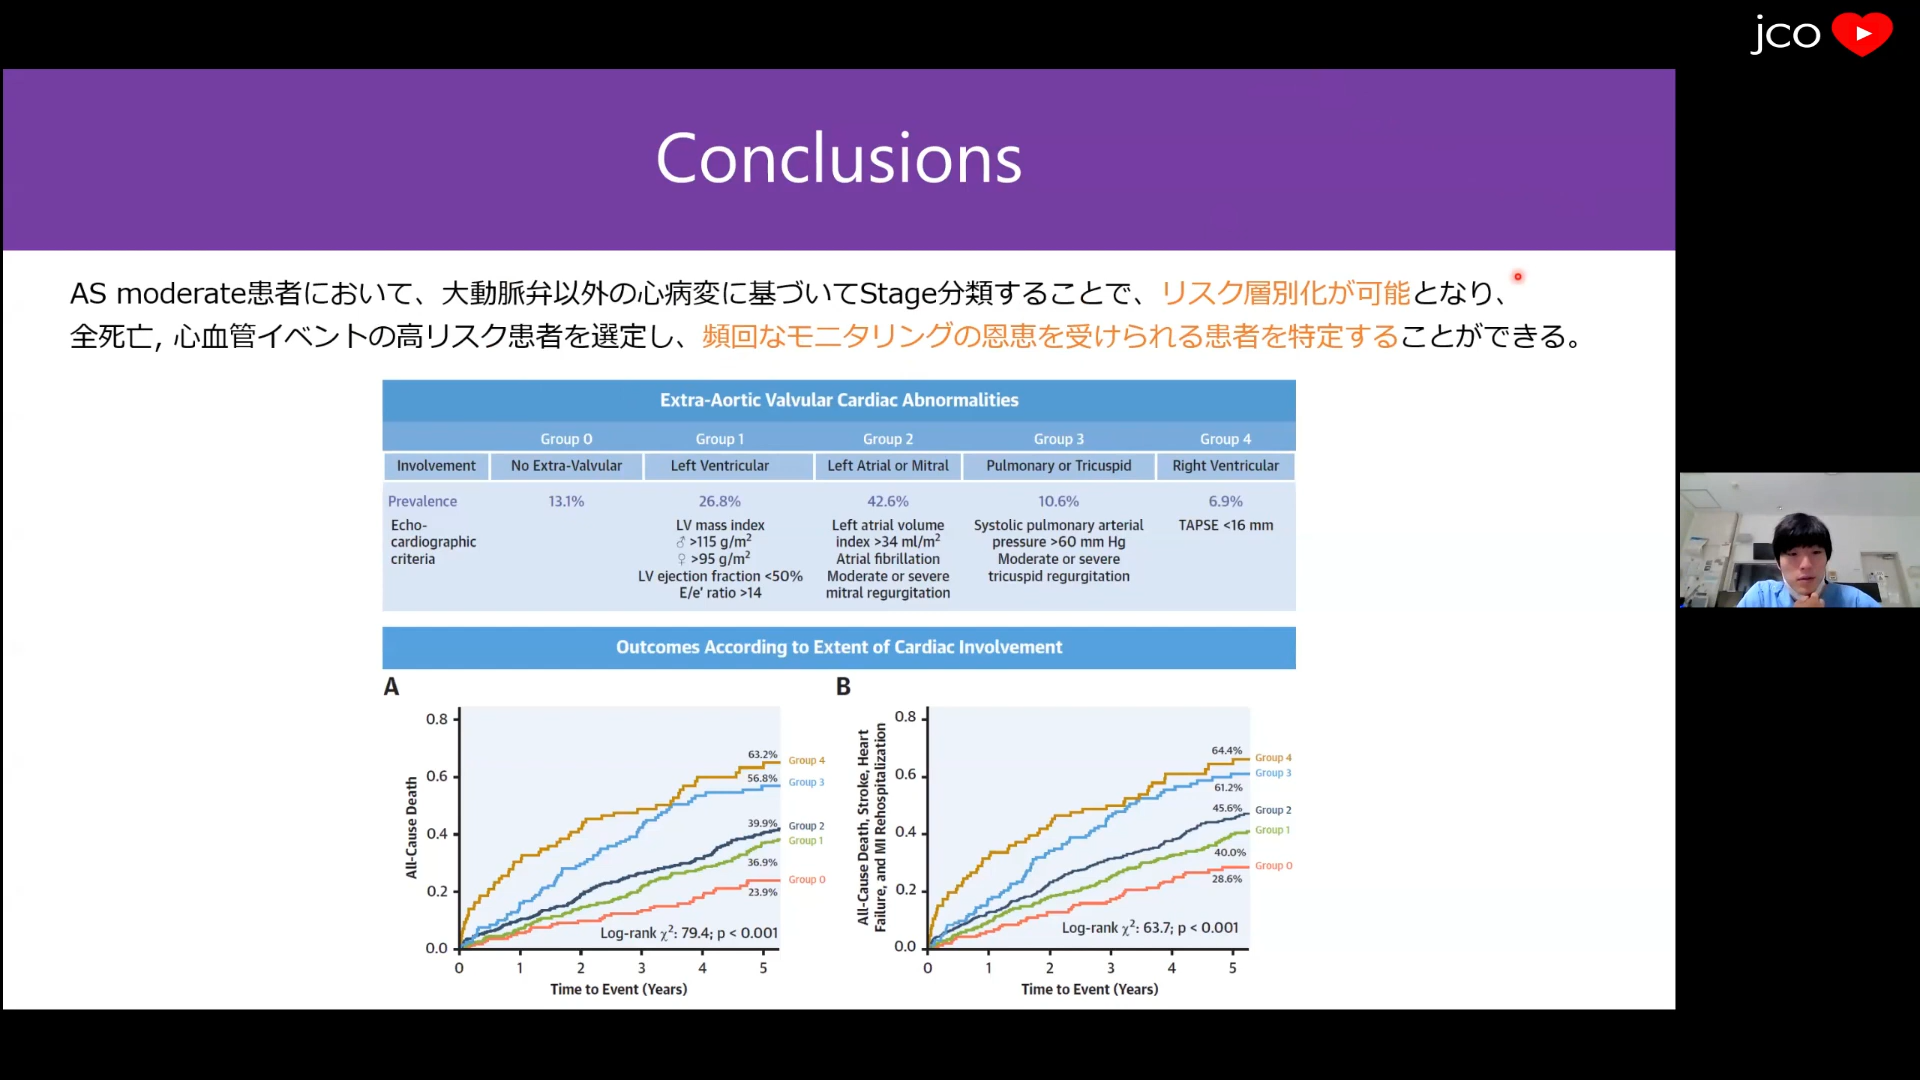 jco
Conclusions
AS moderate患者において、大動脈弁以外の心病変に基づいてStage分類することで、リスク層別化が可能となり、
全死亡, 心血管イベントの高リスク患者を選定し、頻回なモニタリングの恩恵を受けられる患者を特定することができる。
Extra-Aortic Valvular Cardiac Abnormalities
Group 0 Group 1 Group 2 Group 3 Group 4
Involvement No Extra-Valvular Left Ventricular Left Atrial or Mitral Pulmonary or Tricuspid Right Ventricular
Prevalence 13.1% 26.8% 42.6% 10.6% 6.9%
Echo- LV mass index Left atrial volume Systolic pulmonary arterial TAPSE <16 mm
cardiographic ♂ >115 g/m² index >34 ml/m² pressure >60 mm Hg
criteria ♀ >95 g/m² Atrial fibrillation Moderate or severe
LV ejection fraction <50% Moderate or severe tricuspid regurgitation
E/e' ratio >14 mitral regurgitation
Outcomes According to Extent of Cardiac Involvement
A
All-Cause Death
0.8
0.6
0.4
0.2
0.0
63.2% Group 4
56.8% Group 3
39.9% Group 2
36.9% Group 1
23.9% Group 0
Log-rank χ²: 79.4; p < 0.001
0 1 2 3 4 5
Time to Event (Years)
B
All-Cause Death, Stroke, Heart
Failure, and MI Rehospitalization
0.8
0.6
0.4
0.2
0.0
64.4% Group 4
61.2% Group 3
45.6% Group 2
40.0% Group 1
28.6% Group 0
Log-rank χ²: 63.7; p < 0.001
0 1 2 3 4 5
Time to Event (Years)